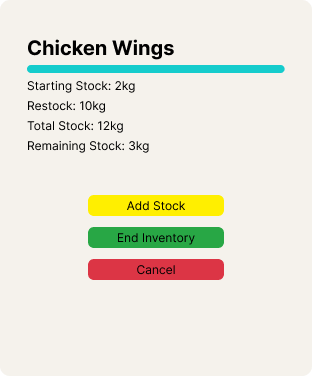 Chicken Wings
Starting Stock: 2kg
Restock: 10kg
Total Stock: 12kg
Remaining Stock: 3kg
Add Stock
End Inventory
Cancel